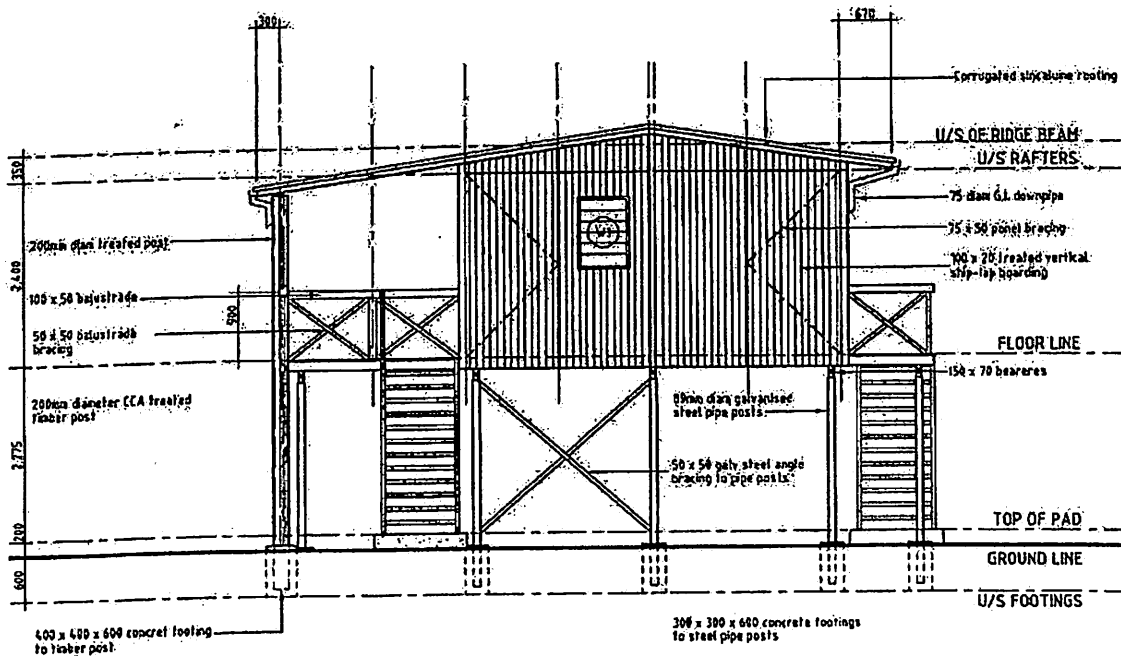 300
670
Corrugated zincalume roofing
U/S OF RIDGE BEAM
U/S RAFTERS
350
75 diam G.I. downpipe
200mm diam treated post
75 x 50 panel bracing
100 x 20 treated vertical
ship-lap boarding
2.400
100 x 50 balustrade
900
50 x 50 balustrade
bracing
FLOOR LINE
150 x 70 beareres
200mm diameter CCA treated
timber post
89mm diam galvanised
steel pipe posts
2.775
50 x 50 galv steel angle
bracing to pipe posts
TOP OF PAD
GROUND LINE
600
U/S FOOTINGS
400 x 400 x 600 concret footing
to timber post.
300 x 300 x 600 concrete footings
to steel pipe posts